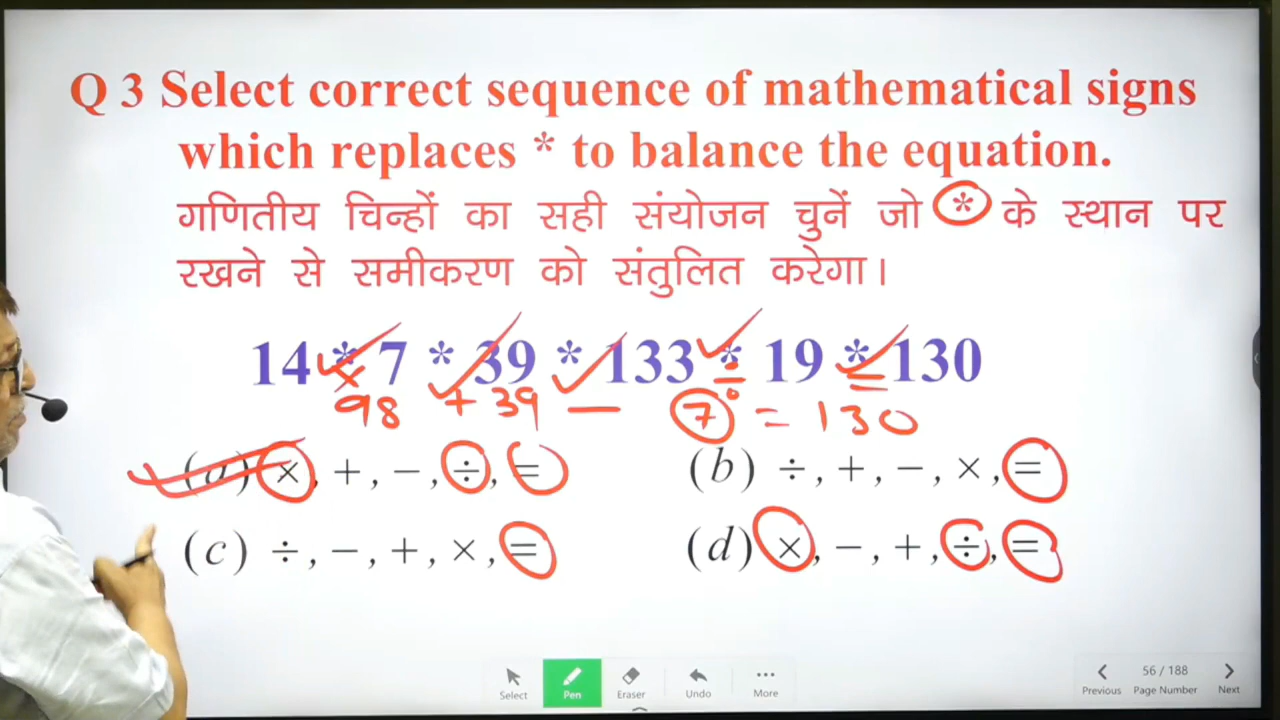 Q 3 Select correct sequence of mathematical signs
which replaces * to balance the equation.
गणितीय चिन्हों का सही संयोजन चुनें जो * के स्थान पर
रखने से समीकरण को संतुलित करेगा।
14 * 7 * 39 * 133 * 19 * 130
× ÷ =
98 + 39 − 7 = 130
(a) ×, +, −, ÷, = (b) ÷, +, −, ×, =
(c) ÷, −, +, ×, = (d) ×, −, +, ÷, =
Select Pen Eraser Undo More
56 / 188
Previous Page Number Next